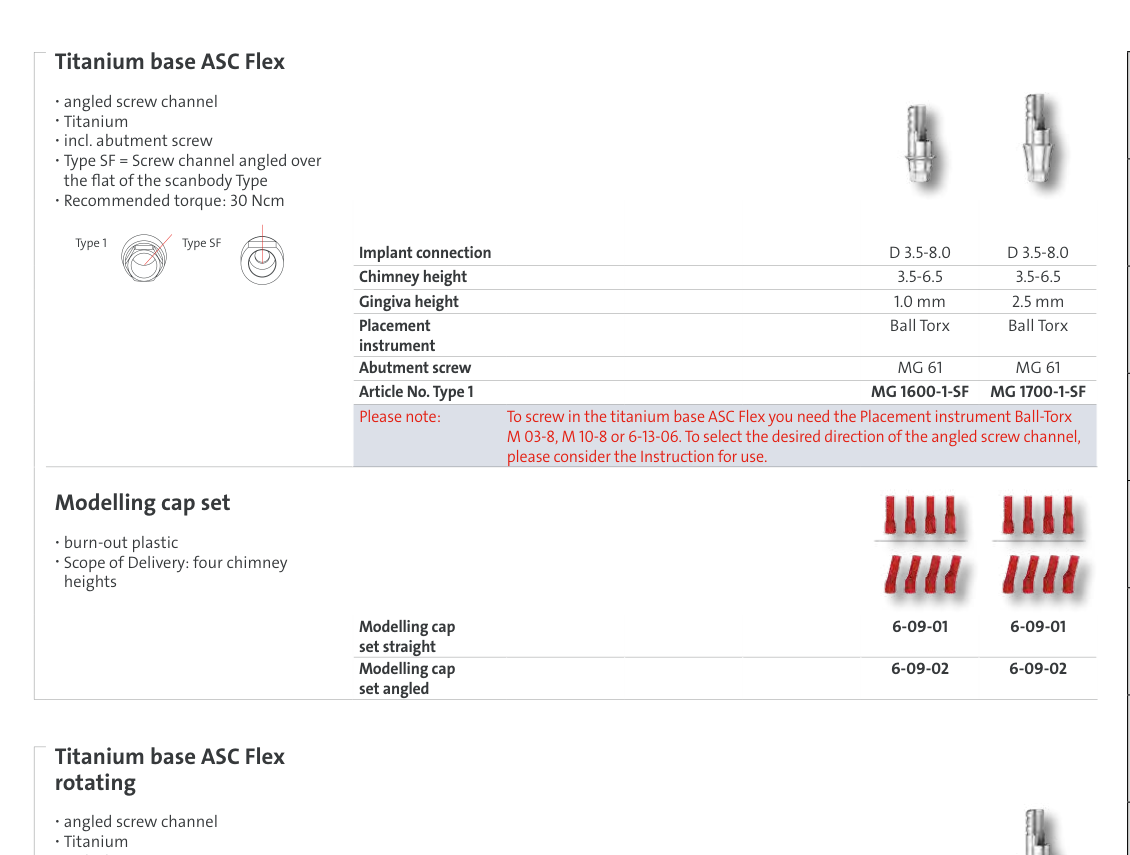 Titanium base ASC Flex
· angled screw channel
· Titanium
· incl. abutment screw
· Type SF = Screw channel angled over
the flat of the scanbody Type
· Recommended torque: 30 Ncm
Type 1 Type SF
Implant connection D 3.5-8.0 D 3.5-8.0
Chimney height 3.5-6.5 3.5-6.5
Gingiva height 1.0 mm 2.5 mm
Placement Ball Torx Ball Torx
instrument
Abutment screw MG 61 MG 61
Article No. Type 1 MG 1600-1-SF MG 1700-1-SF
Please note: To screw in the titanium base ASC Flex you need the Placement instrument Ball-Torx
M 03-8, M 10-8 or 6-13-06. To select the desired direction of the angled screw channel,
please consider the Instruction for use.
Modelling cap set
· burn-out plastic
· Scope of Delivery: four chimney
heights
Modelling cap 6-09-01 6-09-01
set straight
Modelling cap 6-09-02 6-09-02
set angled
Titanium base ASC Flex
rotating
· angled screw channel
· Titanium